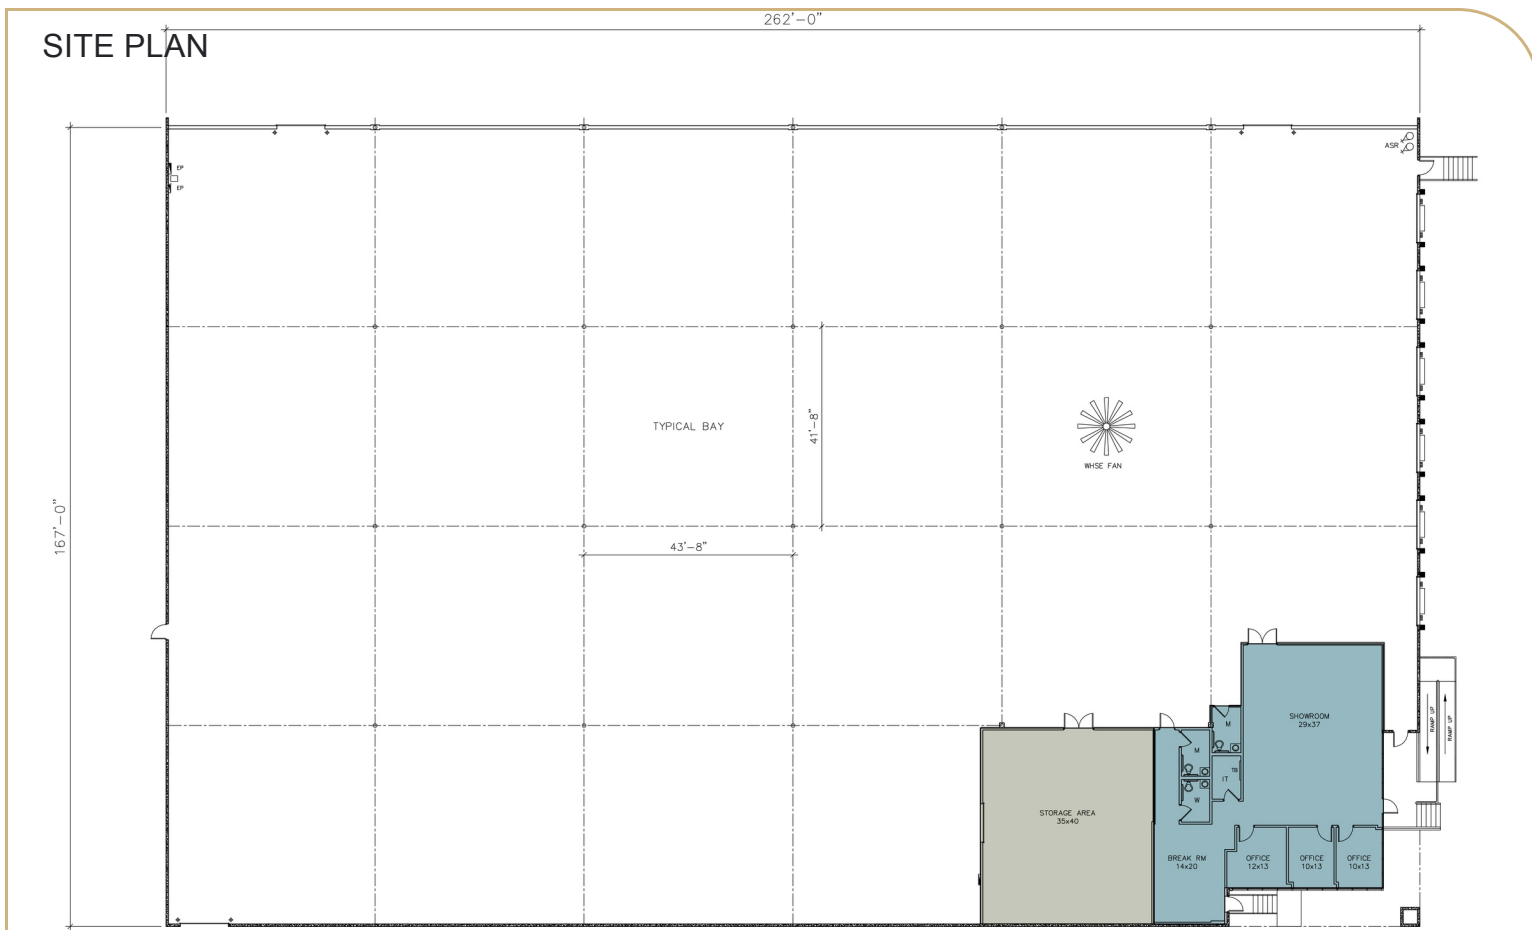 262'-0"
SITE PLAN
ASR
EP
EP
TYPICAL BAY
41'-8"
WHSE FAN
167'-0"
43'-8"
SHOWROOM
29x37
M
M
TB
IT
W
RAMP UP
RAMP UP
STORAGE AREA
35x40
BREAK RM
14x20
OFFICE
12x13
OFFICE
10x13
OFFICE
10x13